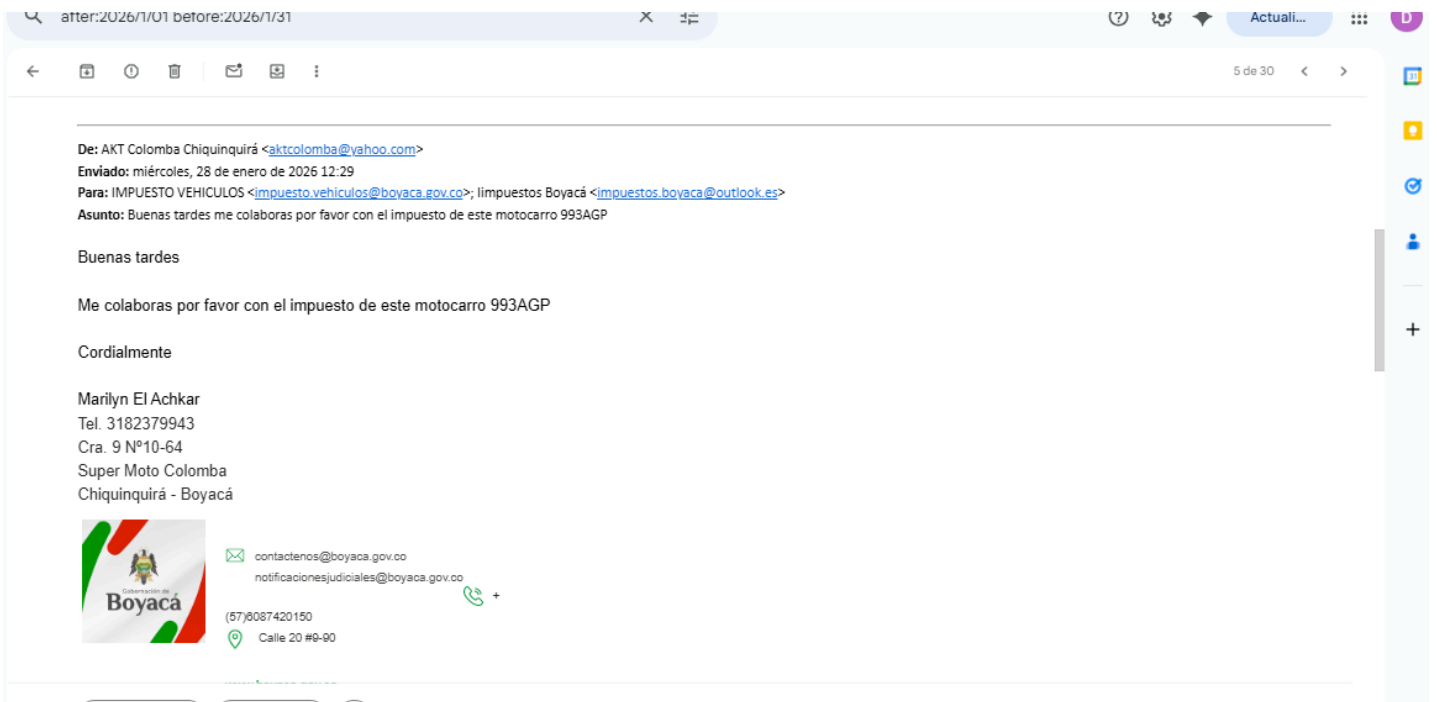 after:2026/1/01 before:2026/1/31
Actuali...
D
5 de 30
31
De: AKT Colomba Chiquinquirá <aktcolomba@yahoo.com>
Enviado: miércoles, 28 de enero de 2026 12:29
Para: IMPUESTO VEHICULOS <impuesto.vehiculos@boyaca.gov.co>; Iimpuestos Boyacá <impuestos.boyaca@outlook.es>
Asunto: Buenas tardes me colaboras por favor con el impuesto de este motocarro 993AGP
Buenas tardes
Me colaboras por favor con el impuesto de este motocarro 993AGP
Cordialmente
Marilyn El Achkar
Tel. 3182379943
Cra. 9 Nº10-64
Super Moto Colomba
Chiquinquirá - Boyacá
Gobernación de
Boyacá
contactenos@boyaca.gov.co
notificacionesjudiciales@boyaca.gov.co
+
(57)6087420150
Calle 20 #9-90